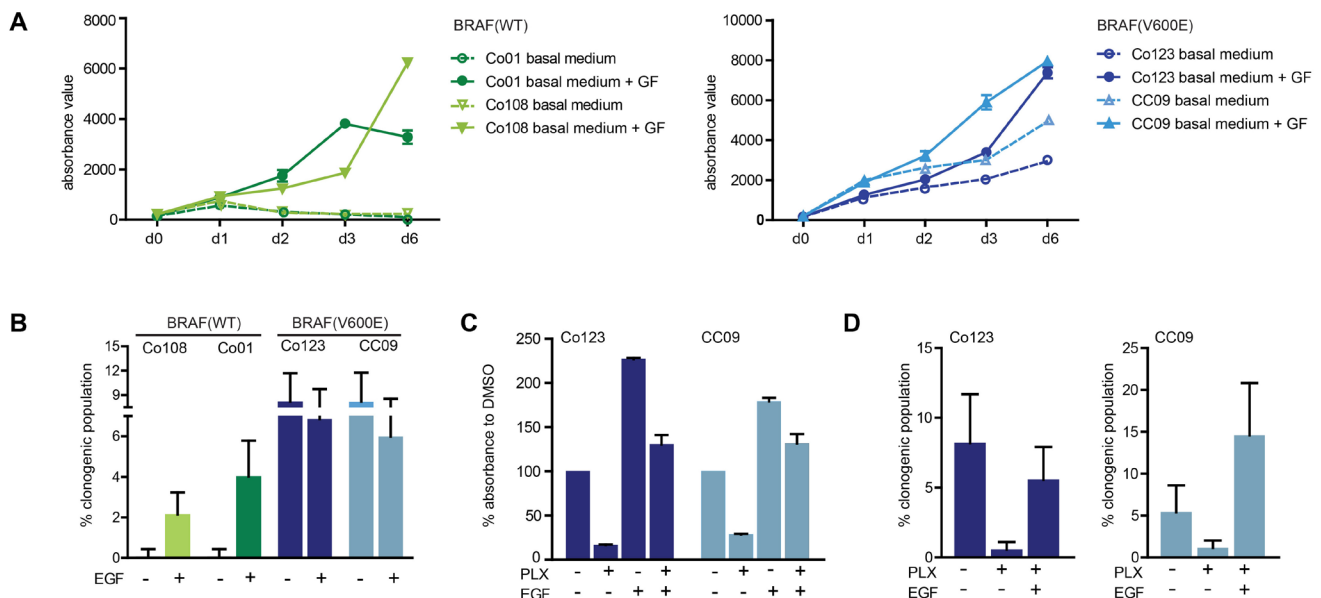 A
BRAF(WT)
8000
6000
4000
2000
0
absorbance value
d0 d1 d2 d3 d6
Co01 basal medium
Co01 basal medium + GF
Co108 basal medium
Co108 basal medium + GF
BRAF(V600E)
10000
8000
6000
4000
2000
0
absorbance value
d0 d1 d2 d3 d6
Co123 basal medium
Co123 basal medium + GF
CC09 basal medium
CC09 basal medium + GF
B
BRAF(WT) BRAF(V600E)
Co108 Co01 Co123 CC09
15
12
9
6
4
2
0
% clonogenic population
EGF - + - + - + - +
C
Co123 CC09
250
200
150
100
50
0
% absorbance to DMSO
PLX - + - + - + - +
EGF - - + + - - + +
D
Co123
15
10
5
0
% clonogenic population
PLX - + +
EGF - - +
CC09
25
20
15
10
5
0
% clonogenic population
PLX - + +
EGF - - +